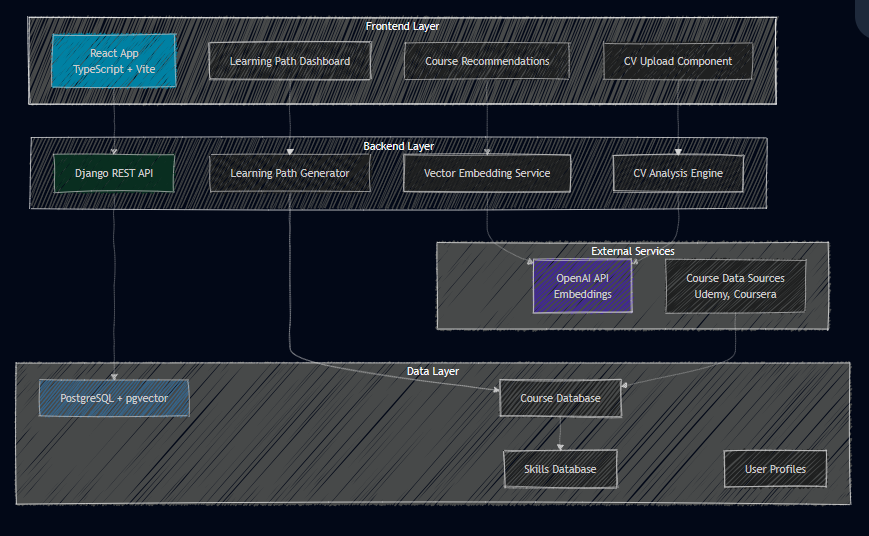 Frontend Layer
React App
TypeScript + Vite
Learning Path Dashboard
Course Recommendations
CV Upload Component
Backend Layer
Django REST API
Learning Path Generator
Vector Embedding Service
CV Analysis Engine
External Services
OpenAI API
Embeddings
Course Data Sources
Udemy, Coursera
Data Layer
PostgreSQL + pgvector
Course Database
Skills Database
User Profiles